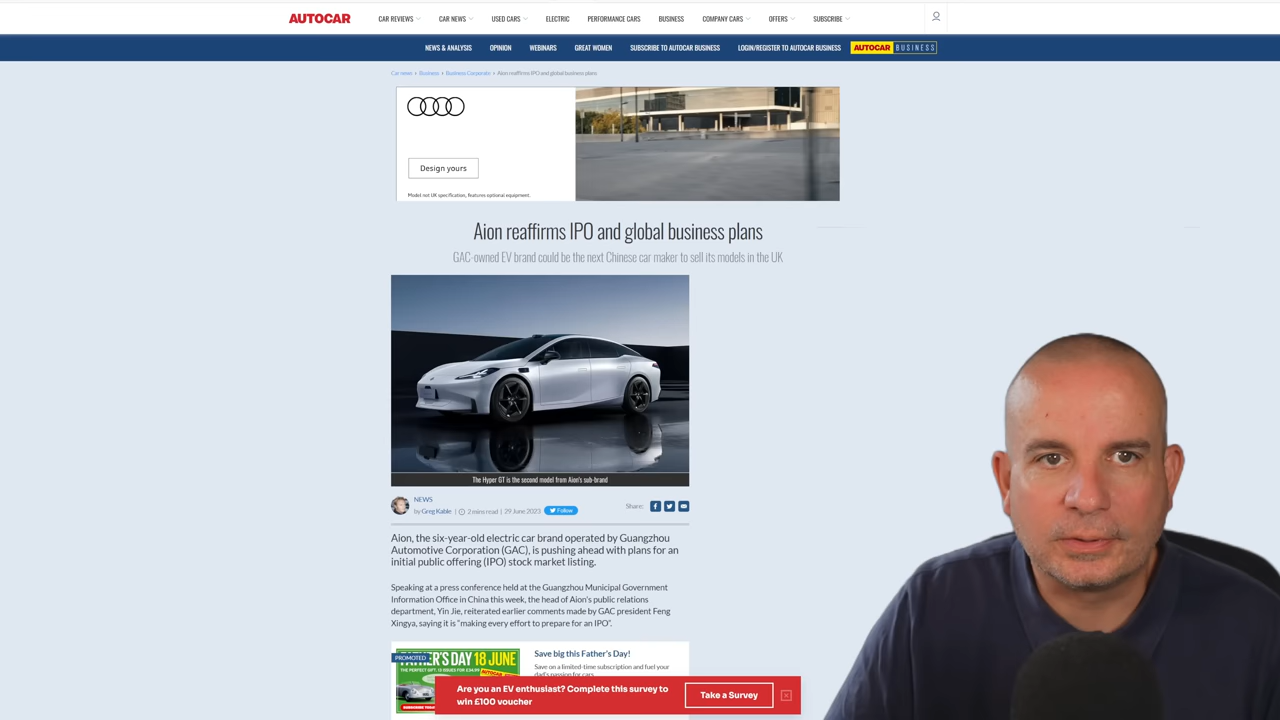 AUTOCAR
CAR REVIEWS
CAR NEWS
USED CARS
ELECTRIC
PERFORMANCE CARS
BUSINESS
COMPANY CARS
OFFERS
SUBSCRIBE
NEWS & ANALYSIS
OPINION
WEBINARS
GREAT WOMEN
SUBSCRIBE TO AUTOCAR BUSINESS
LOGIN/REGISTER TO AUTOCAR BUSINESS
AUTOCAR BUSINESS
Car news › Business › Business Corporate › Aion reaffirms IPO and global business plans
Design yours
Model not UK specification, features optional equipment.
Aion reaffirms IPO and global business plans
GAC-owned EV brand could be the next Chinese car maker to sell its models in the UK
The Hyper GT is the second model from Aion's sub-brand
NEWS
by Greg Kable | 2 mins read | 29 June 2023 Follow
Share:
Aion, the six-year-old electric car brand operated by Guangzhou
Automotive Corporation (GAC), is pushing ahead with plans for an
initial public offering (IPO) stock market listing.
Speaking at a press conference held at the Guangzhou Municipal Government
Information Office in China this week, the head of Aion's public relations
department, Yin Jie, reiterated earlier comments made by GAC president Feng
Xingya, saying it is "making every effort to prepare for an IPO".
PROMOTED
FATHER'S DAY 18 JUNE
Save big this Father's Day!
Save on a limited-time subscription and fuel your
dad's passion for cars
Are you an EV enthusiast? Complete this survey to
win £100 voucher
Take a Survey